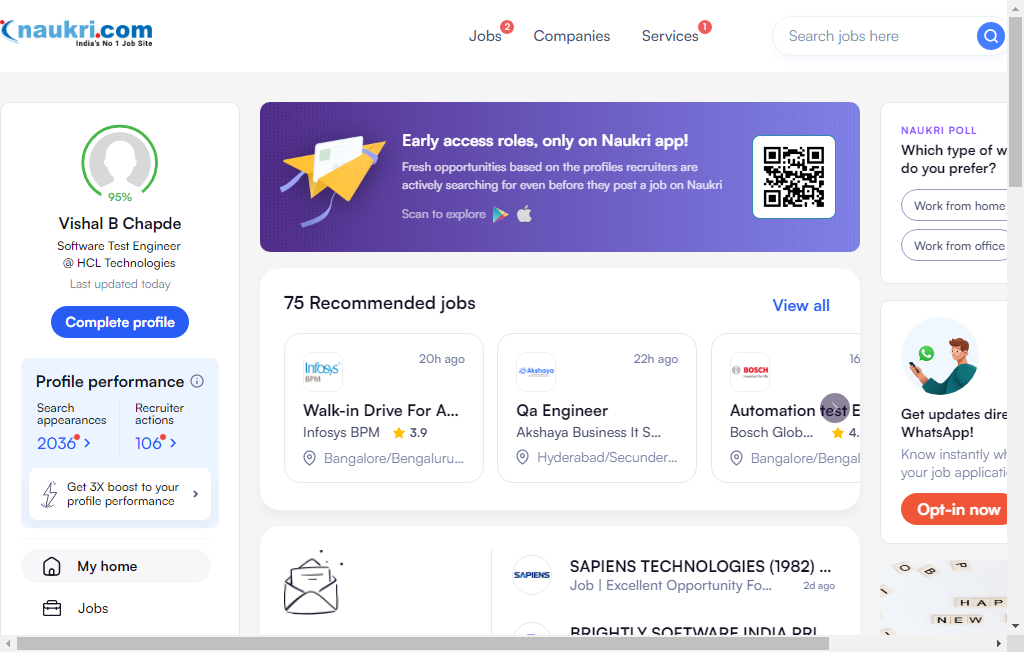 naukri.com
India's No 1 Job Site
Jobs 2
Companies
Services 1
Search jobs here
95%
Vishal B Chapde
Software Test Engineer
@ HCL Technologies
Last updated today
Complete profile
Profile performance
Search
appearances
2036
Recruiter
actions
106
Get 3X boost to your
profile performance
My home
Jobs
Early access roles, only on Naukri app!
Fresh opportunities based on the profiles recruiters are
actively searching for even before they post a job on Naukri
Scan to explore
75 Recommended jobs
View all
Infosys
BPM
20h ago
Walk-in Drive For A...
Infosys BPM 3.9
Bangalore/Bengaluru...
Akshaya
22h ago
Qa Engineer
Akshaya Business It S...
Hyderabad/Secunder...
BOSCH
16
Automation test E
Bosch Glob... 4.
Bangalore/Bengal
SAPIENS
SAPIENS TECHNOLOGIES (1982) ...
Job | Excellent Opportunity Fo...
2d ago
BRIGHTLY SOFTWARE INDIA PRI
NAUKRI POLL
Which type of w
do you prefer?
Work from home
Work from office
Get updates dire
WhatsApp!
Know instantly wh
your job applicati
Opt-in now
J O B P
H A P
N E W